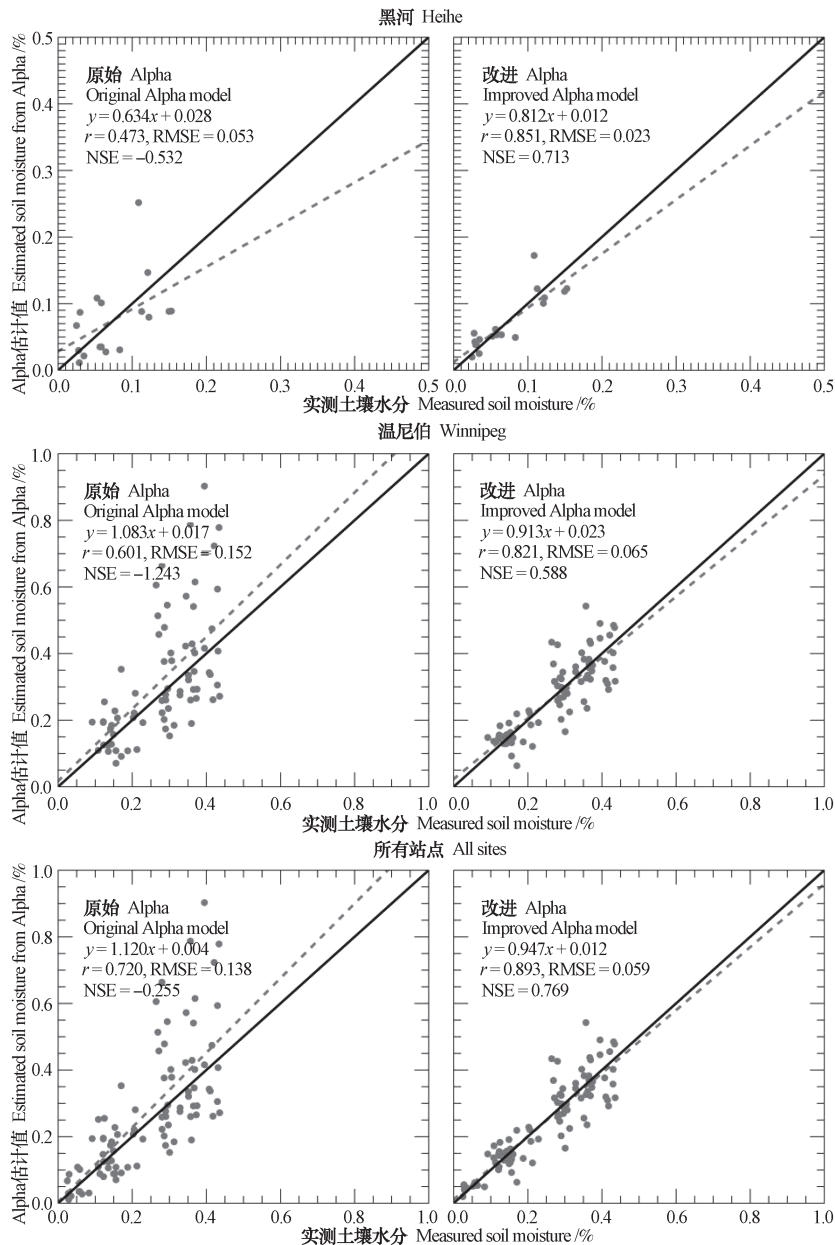 黑河 Heihe
Alpha估计值 Estimated soil moisture from Alpha /%
0.5
0.4
0.3
0.2
0.1
0.0
原始 Alpha
Original Alpha model
y = 0.634x + 0.028
r = 0.473, RMSE = 0.053
NSE = −0.532
0.0 0.2 0.3 0.4 0.5
改进 Alpha
Improved Alpha model
y = 0.812x + 0.012
r = 0.851, RMSE = 0.023
NSE = 0.713
0.0 0.1 0.2 0.3 0.4 0.5
实测土壤水分 Measured soil moisture /%
温尼伯 Winnipeg
Alpha估计值 Estimated soil moisture from Alpha /%
1.0
0.8
0.6
0.4
0.2
0.0
原始 Alpha
Original Alpha model
y = 1.083x + 0.017
r = 0.601, RMSE = 0.152
NSE = −1.243
0.0 0.2 0.4 0.6 0.8 1.0
改进 Alpha
Improved Alpha model
y = 0.913x + 0.023
r = 0.821, RMSE = 0.065
NSE = 0.588
0.0 0.2 0.4 0.6 0.8 1.0
实测土壤水分 Measured soil moisture /%
所有站点 All sites
Alpha估计值 Estimated soil moisture from Alpha /%
1.0
0.8
0.6
0.4
0.2
0.0
原始 Alpha
Original Alpha model
y = 1.120x + 0.004
r = 0.720, RMSE = 0.138
NSE = −0.255
0.0 0.2 0.4 0.6 0.8 1.0
改进 Alpha
Improved Alpha model
y = 0.947x + 0.012
r = 0.893, RMSE = 0.059
NSE = 0.769
0.0 0.2 0.4 0.6 0.8 1.0
实测土壤水分 Measured soil moisture /%